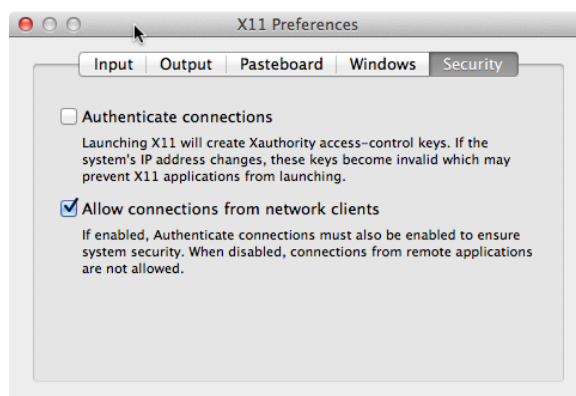 X11 Preferences
Input Output Pasteboard Windows Security
Authenticate connections
Launching X11 will create Xauthority access-control keys. If the
system's IP address changes, these keys become invalid which may
prevent X11 applications from launching.
Allow connections from network clients
If enabled, Authenticate connections must also be enabled to ensure
system security. When disabled, connections from remote applications
are not allowed.